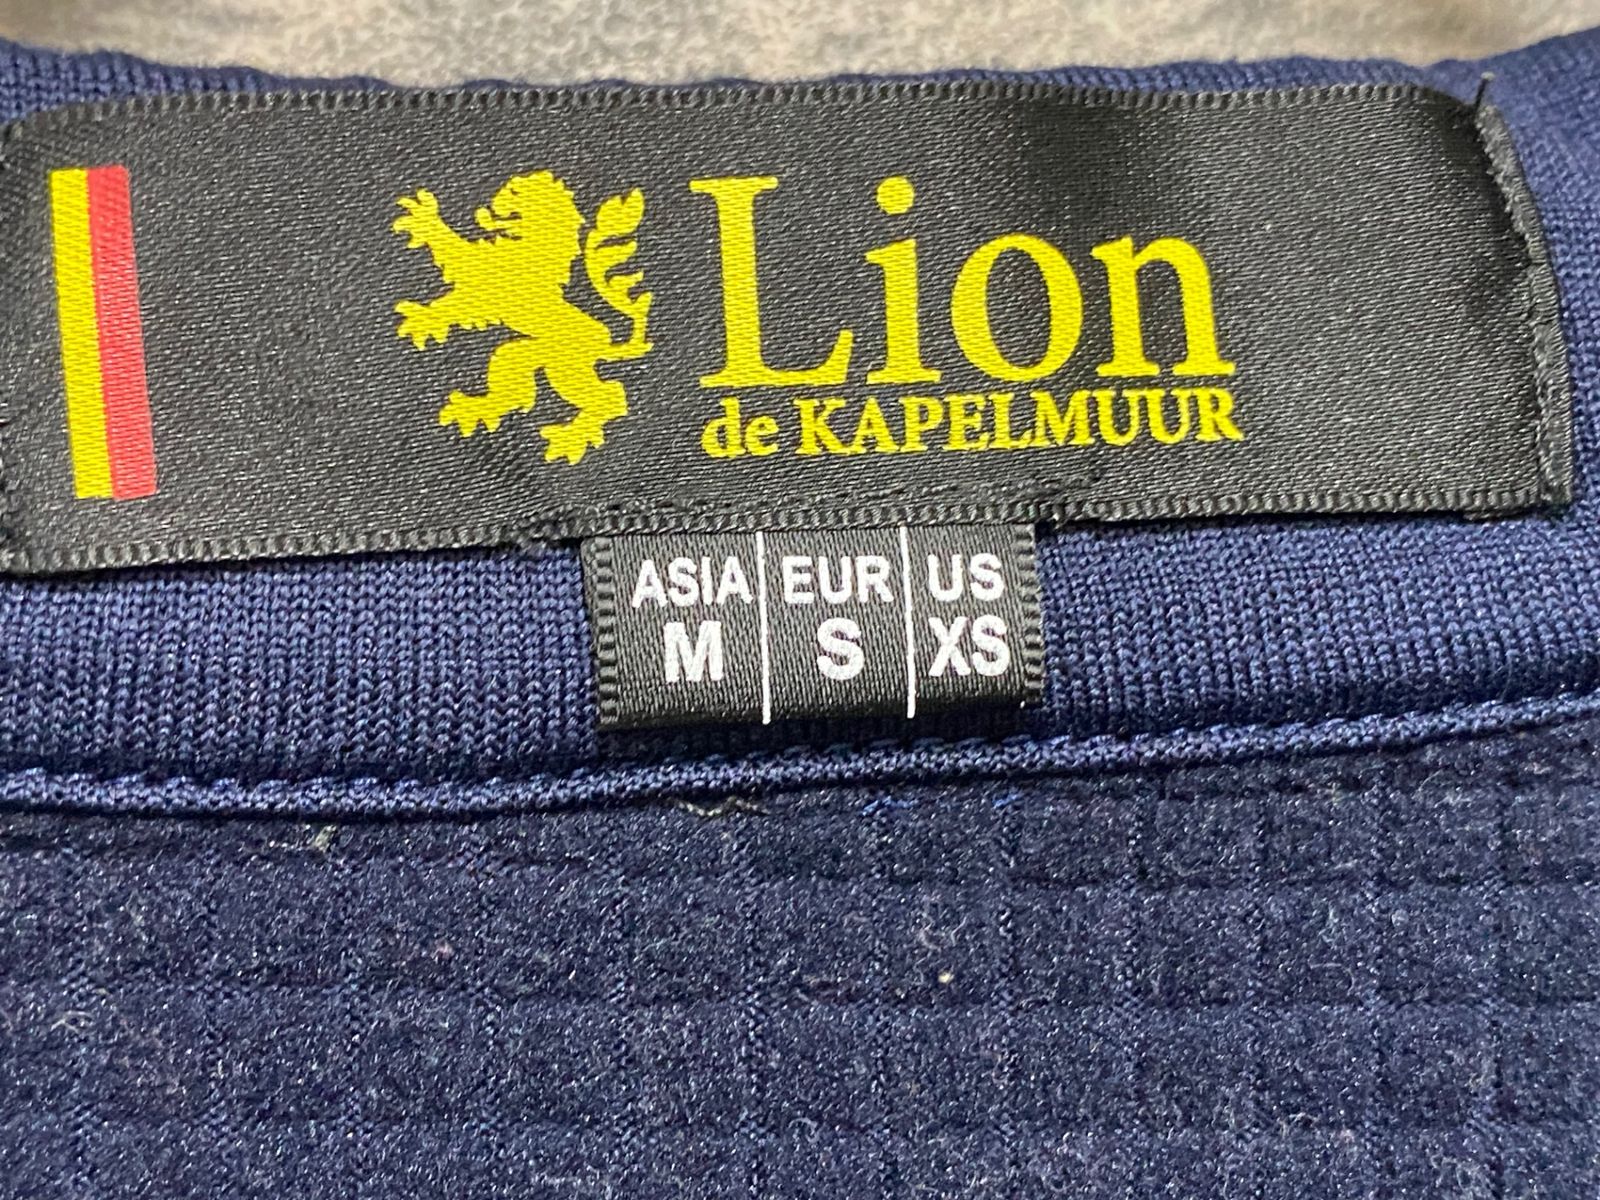 Lion
de KAPELMUUR
ASIA EUR US
M S XS